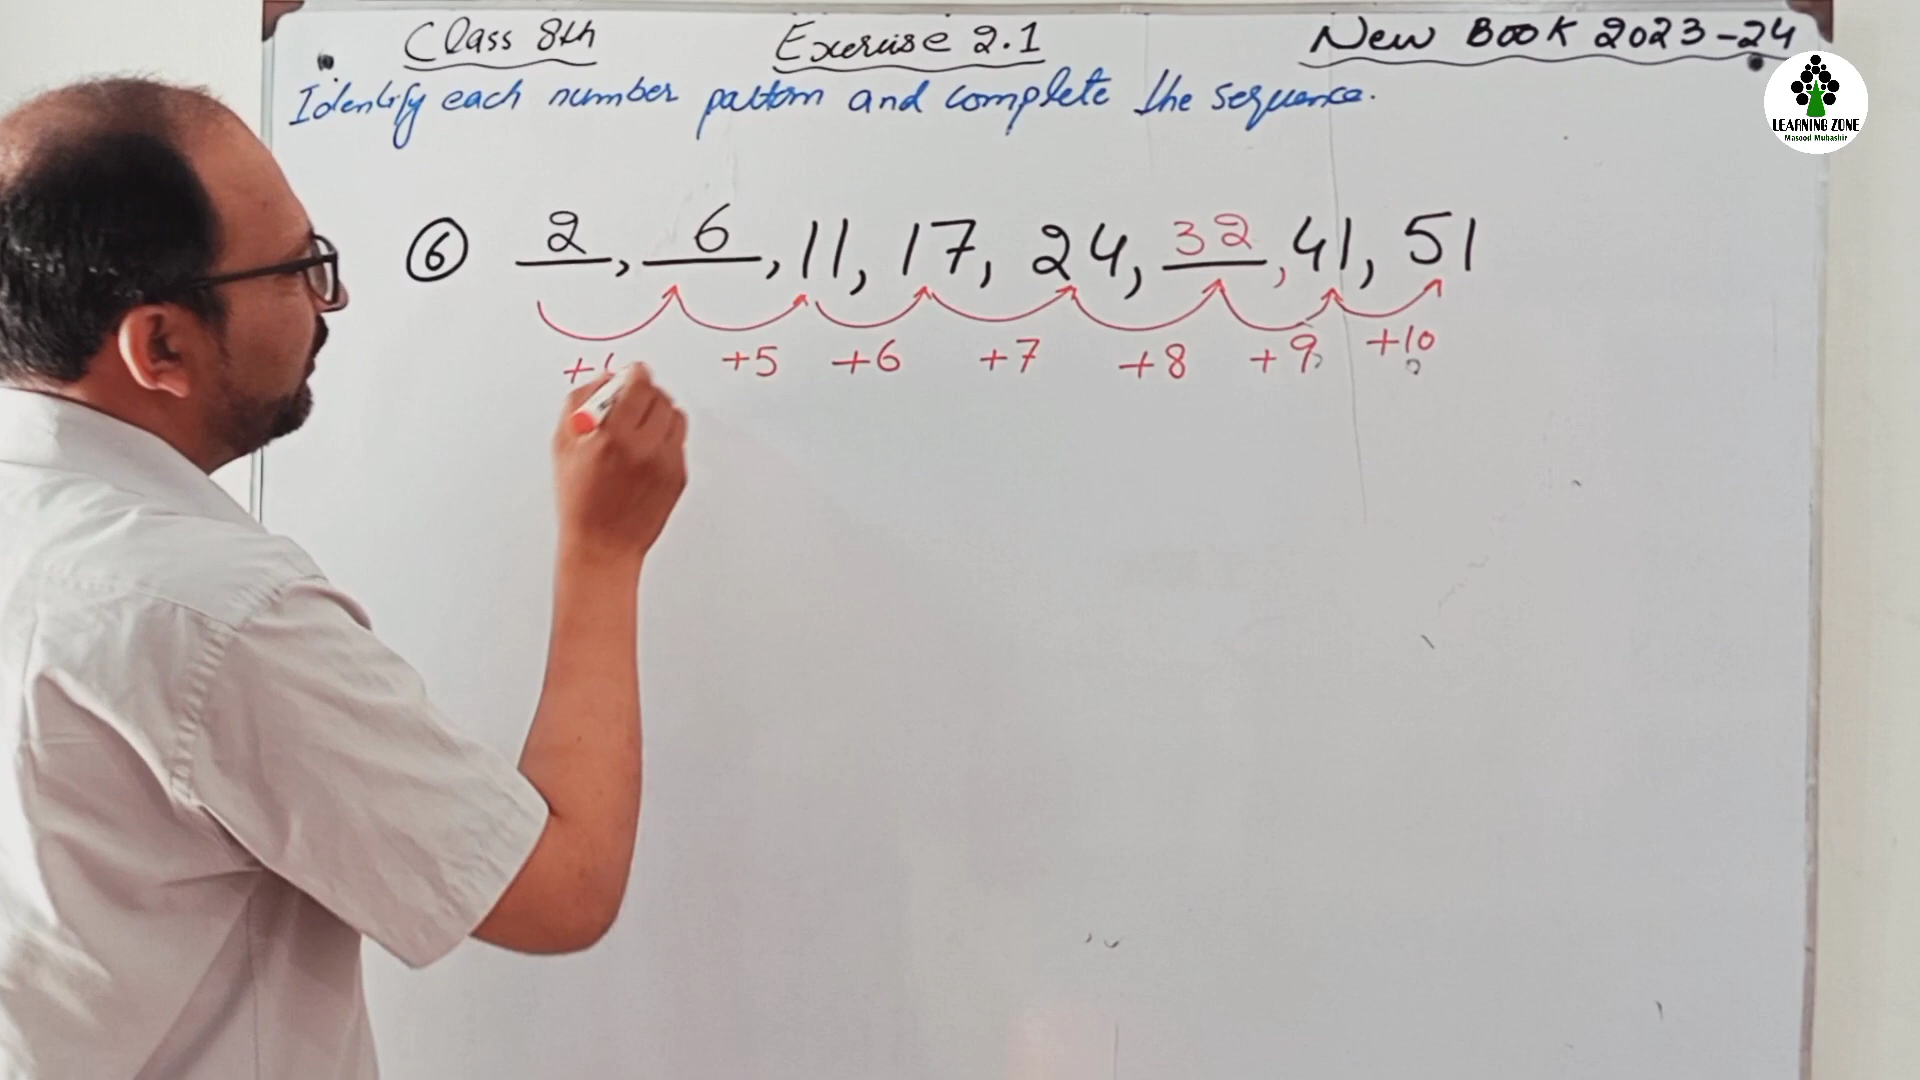 Class 8th Exercise 2.1 New Book 2023-24
Identify each number pattern and complete the sequence.
LEARNING ZONE
Masood Mubashir
⑥ 2, 6, 11, 17, 24, 32, 41, 51
+5 +6 +7 +8 +9 +10